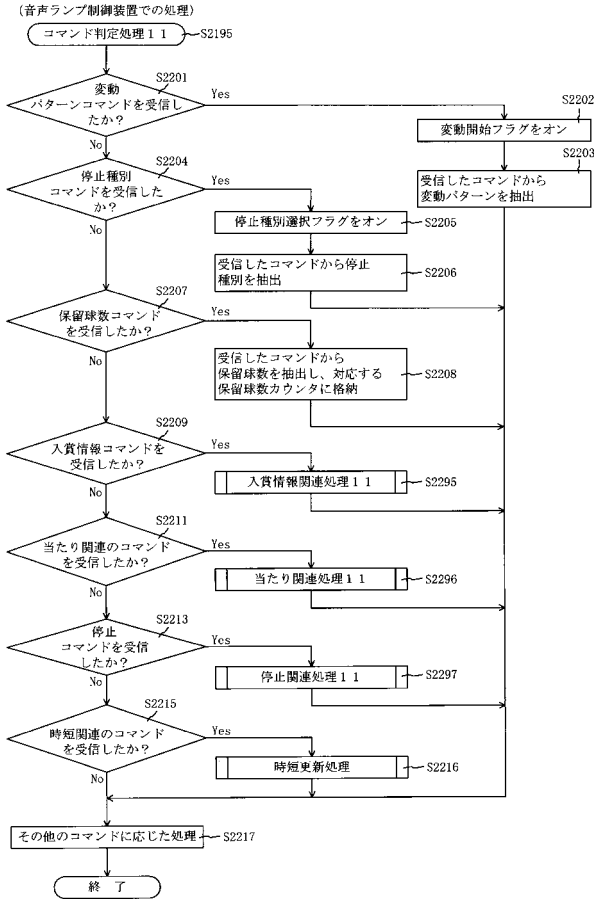 (音声ランプ制御装置での処理)
コマンド判定処理11
S2195
S2201
変動
パターンコマンドを受信し
たか?
Yes
No
S2202
変動開始フラグをオン
S2203
受信したコマンドから
変動パターンを抽出
S2204
停止種別
コマンドを受信した
か?
Yes
No
停止種別選択フラグをオン
S2205
受信したコマンドから停止
種別を抽出
S2206
S2207
保留球数コマンド
を受信したか?
Yes
No
受信したコマンドから
保留球数を抽出し、対応する
保留球数カウンタに格納
S2208
S2209
入賞情報コマンドを
受信したか?
Yes
No
入賞情報関連処理11
S2295
S2211
当たり関連のコマンド
を受信したか?
Yes
No
当たり関連処理11
S2296
S2213
停止
コマンドを受信
したか?
Yes
No
停止関連処理11
S2297
S2215
時短関連のコマンド
を受信したか?
Yes
No
時短更新処理
S2216
その他のコマンドに応じた処理
S2217
終 了